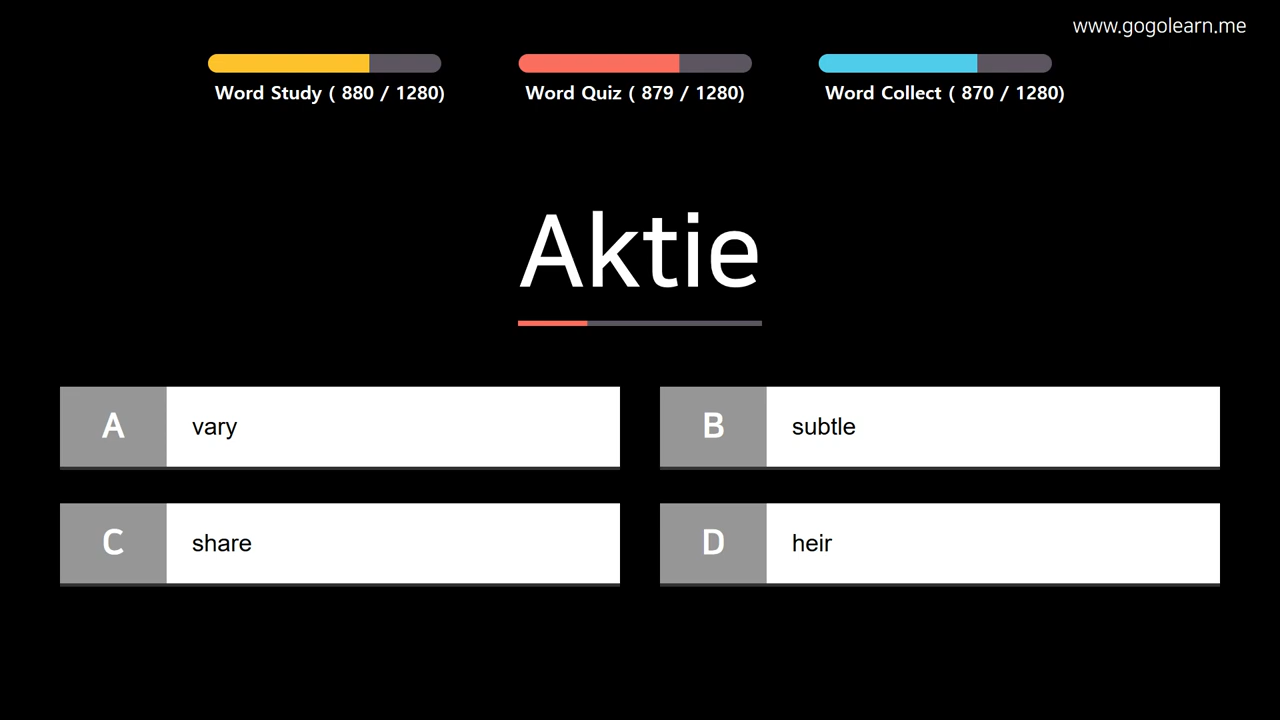 www.gogolearn.me
Word Study ( 880 / 1280)
Word Quiz ( 879 / 1280)
Word Collect ( 870 / 1280)
Aktie
A vary
B subtle
C share
D heir